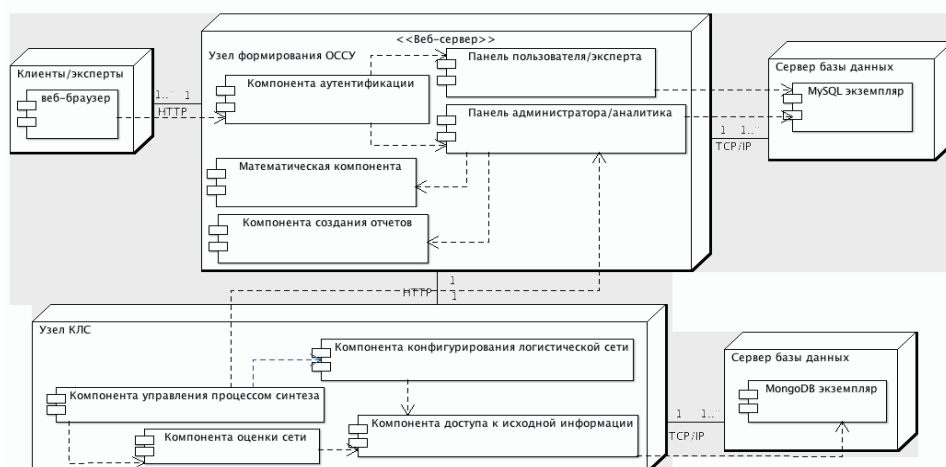 <<Веб-сервер>>
Узел формирования ОССУ
Клиенты/эксперты
веб-браузер
1..* 1
HTTP
Компонента аутентификации
Панель пользователя/эксперта
Панель администратора/аналитика
Математическая компонента
Компонента создания отчетов
Сервер базы данных
MySQL экземпляр
1 1..*
TCP/IP
1
HTTP
1
Узел КЛС
Компонента конфигурирования логистической сети
Компонента управления процессом синтеза
Компонента оценки сети
Компонента доступа к исходной информации
Сервер базы данных
MongoDB экземпляр
1 1..*
TCP/IP